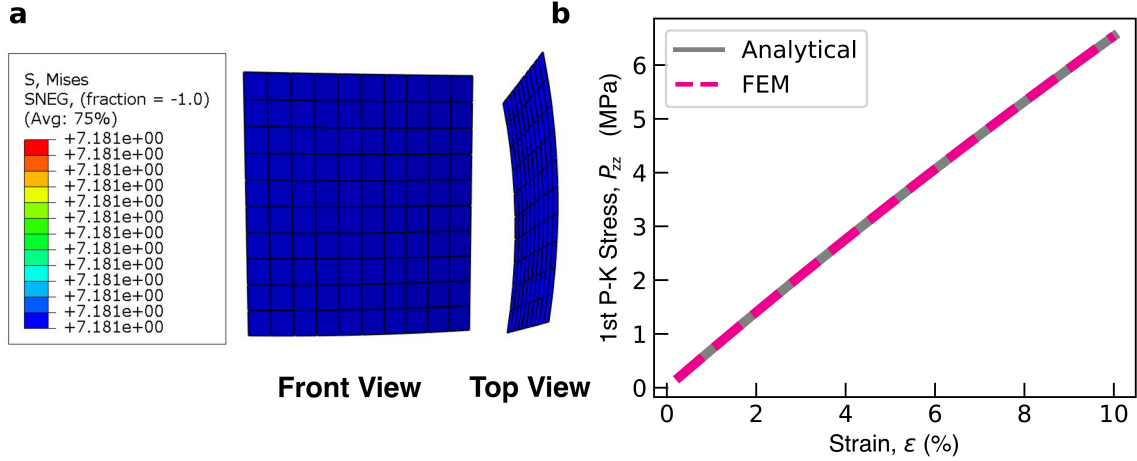 a
S, Mises
SNEG, (fraction = -1.0)
(Avg: 75%)
+7.181e+00
+7.181e+00
+7.181e+00
+7.181e+00
+7.181e+00
+7.181e+00
+7.181e+00
+7.181e+00
+7.181e+00
+7.181e+00
+7.181e+00
+7.181e+00
+7.181e+00
Front View
Top View
b
Analytical
FEM
1st P-K Stress, Pzz (MPa)
6
5
4
3
2
1
0
0 2 4 6 8 10
Strain, ε (%)